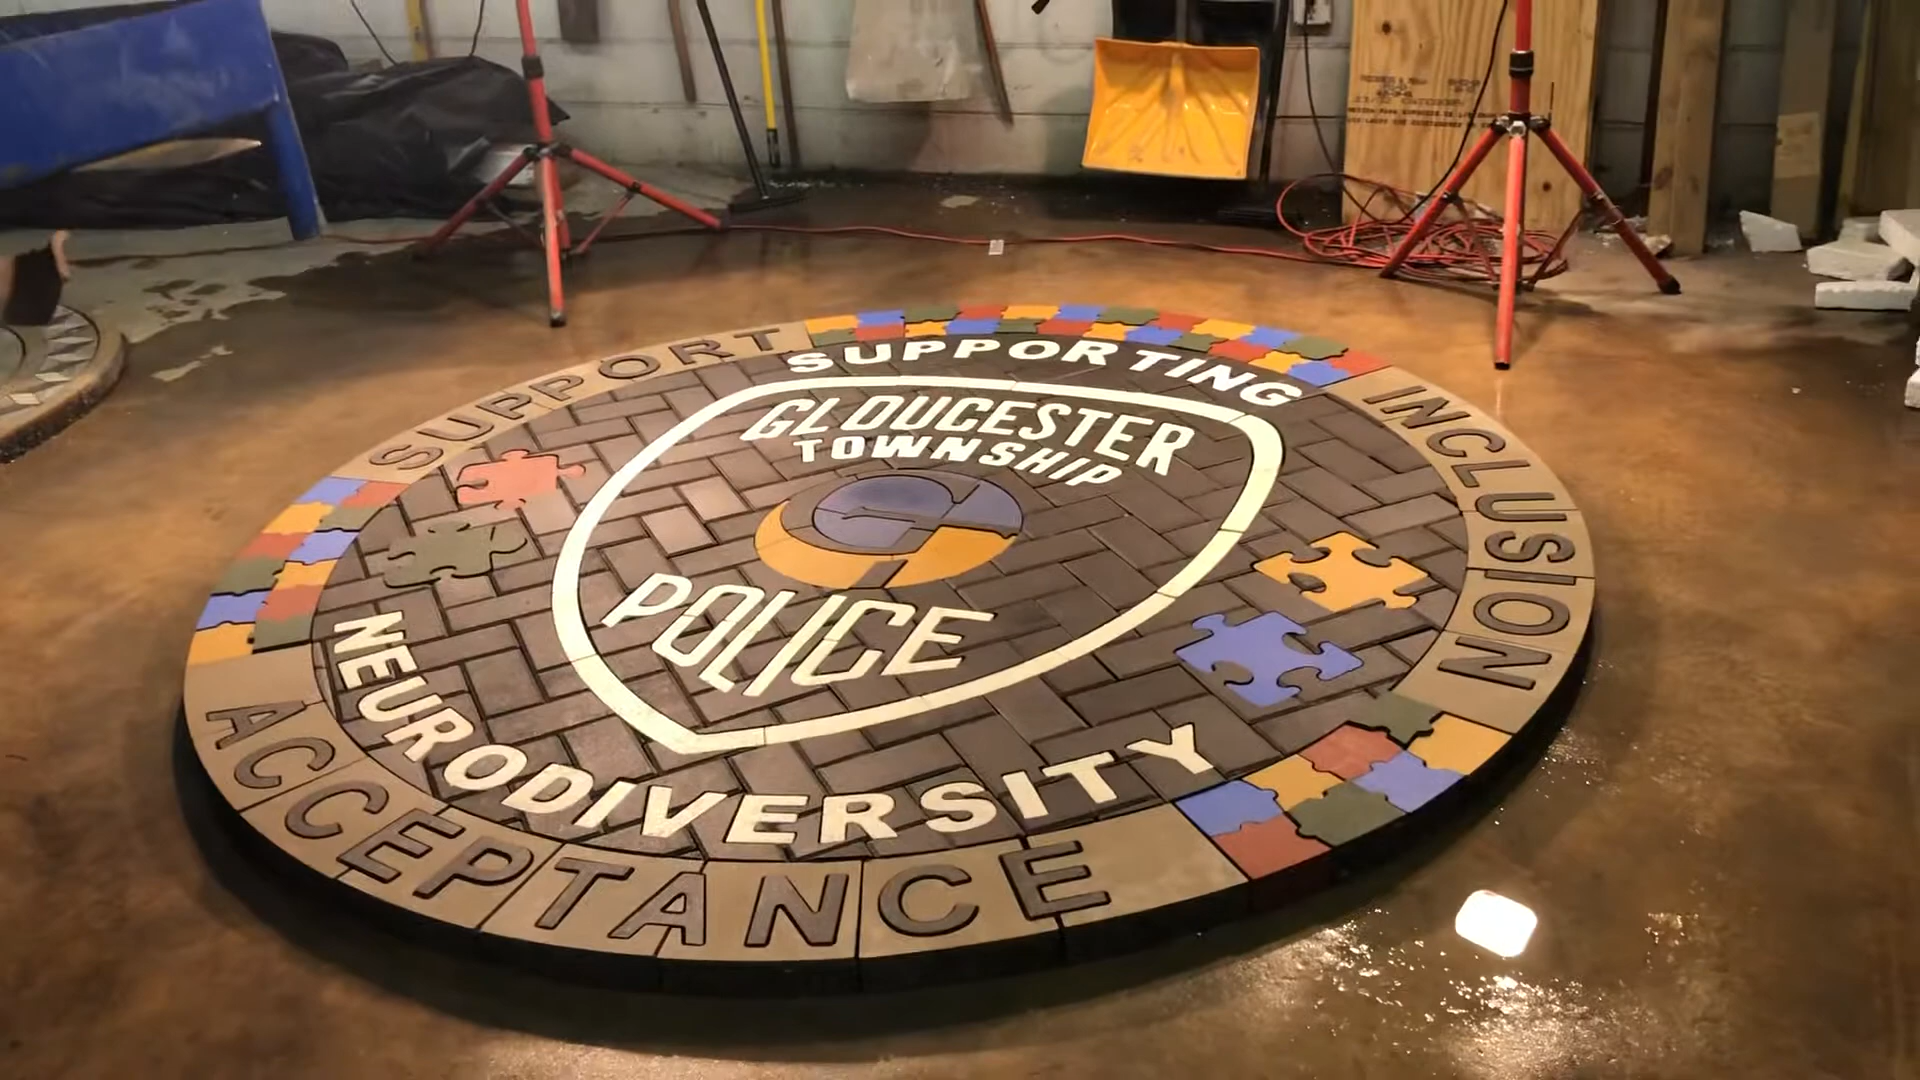 SUPPORT
INCLUSION
ACCEPTANCE
SUPPORTING
GLOUCESTER
TOWNSHIP
G
POLICE
NEURODIVERSITY